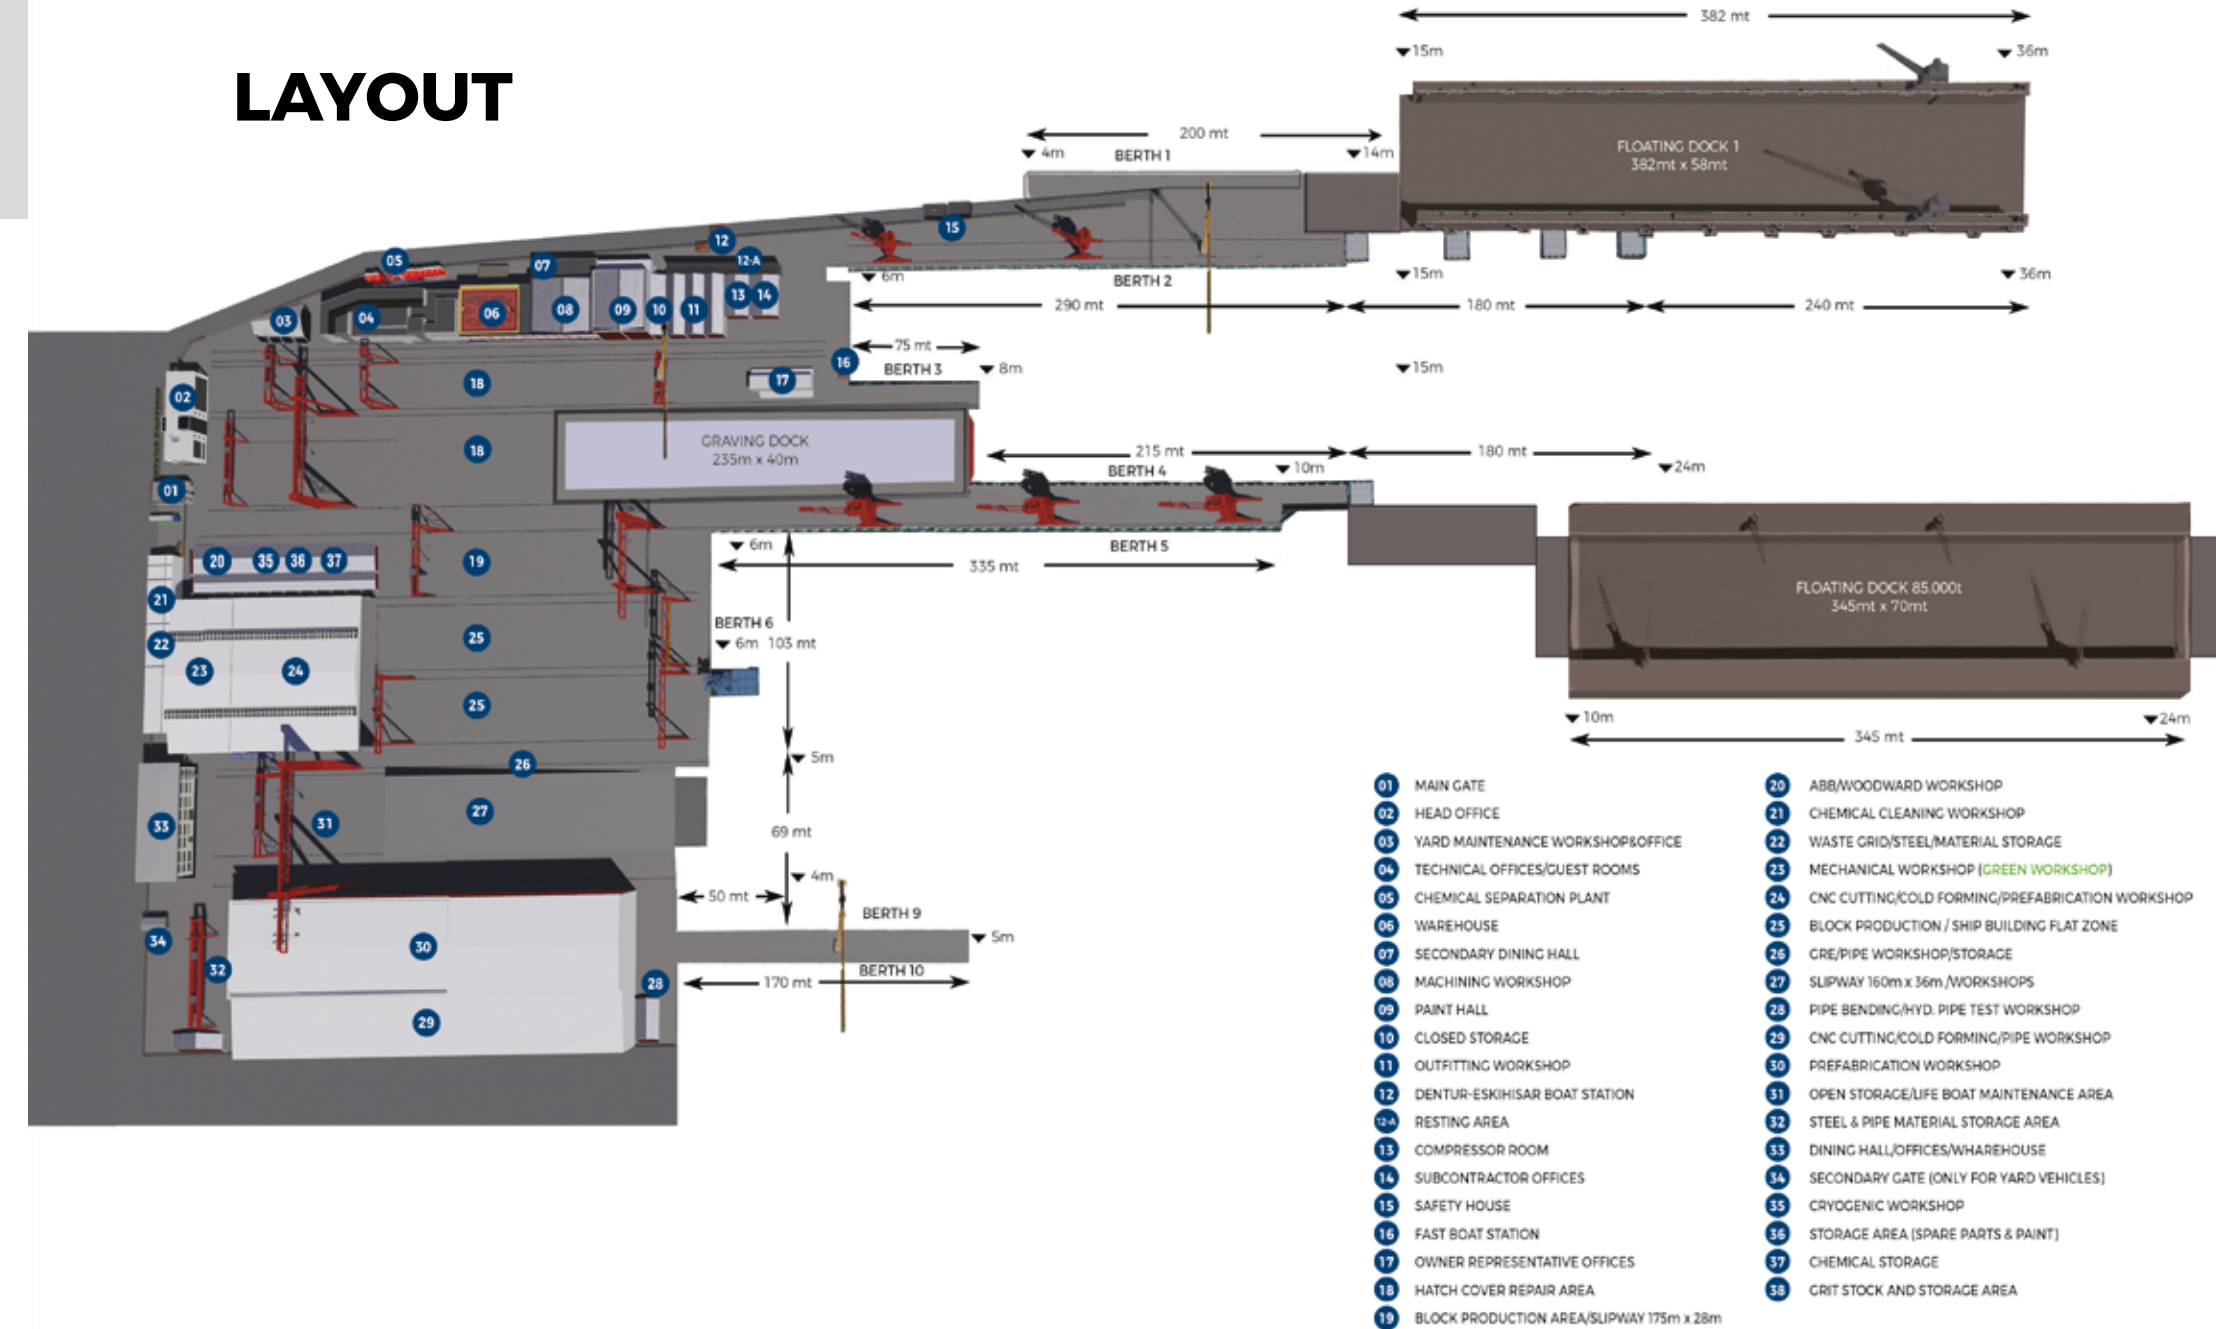 LAYOUT
382 mt
15m
36m
200 mt
4m
BERTH 1
14m
FLOATING DOCK 1
382mt x 58mt
15
12
12-A
05
07
6m
BERTH 2
15m
36m
13
14
290 mt
180 mt
240 mt
03
04
06
08
09
10
11
75 mt
16
BERTH 3
8m
15m
18
17
02
GRAVING DOCK
235m x 40m
18
215 mt
BERTH 4
10m
180 mt
24m
01
6m
BERTH 5
335 mt
20
35
36
37
19
21
FLOATING DOCK 85.000t
345mt x 70mt
BERTH 6
6m
103 mt
22
25
23
24
25
10m
24m
345 mt
26
5m
27
31
33
69 mt
4m
50 mt
BERTH 9
5m
34
30
32
BERTH 10
170 mt
28
29
01 MAIN GATE
02 HEAD OFFICE
03 YARD MAINTENANCE WORKSHOP&OFFICE
04 TECHNICAL OFFICES/GUEST ROOMS
05 CHEMICAL SEPARATION PLANT
06 WAREHOUSE
07 SECONDARY DINING HALL
08 MACHINING WORKSHOP
09 PAINT HALL
10 CLOSED STORAGE
11 OUTFITTING WORKSHOP
12 DENTUR-ESKIHISAR BOAT STATION
12-A RESTING AREA
13 COMPRESSOR ROOM
14 SUBCONTRACTOR OFFICES
15 SAFETY HOUSE
16 FAST BOAT STATION
17 OWNER REPRESENTATIVE OFFICES
18 HATCH COVER REPAIR AREA
19 BLOCK PRODUCTION AREA/SLIPWAY 175m x 28m
20 ABB/WOODWARD WORKSHOP
21 CHEMICAL CLEANING WORKSHOP
22 WASTE GRID/STEEL/MATERIAL STORAGE
23 MECHANICAL WORKSHOP (GREEN WORKSHOP)
24 CNC CUTTING/COLD FORMING/PREFABRICATION WORKSHOP
25 BLOCK PRODUCTION / SHIP BUILDING FLAT ZONE
26 GRE/PIPE WORKSHOP/STORAGE
27 SLIPWAY 160m x 36m /WORKSHOPS
28 PIPE BENDING/HYD. PIPE TEST WORKSHOP
29 CNC CUTTING/COLD FORMING/PIPE WORKSHOP
30 PREFABRICATION WORKSHOP
31 OPEN STORAGE/LIFE BOAT MAINTENANCE AREA
32 STEEL & PIPE MATERIAL STORAGE AREA
33 DINING HALL/OFFICES/WHAREHOUSE
34 SECONDARY GATE (ONLY FOR YARD VEHICLES)
35 CRYOGENIC WORKSHOP
36 STORAGE AREA (SPARE PARTS & PAINT)
37 CHEMICAL STORAGE
38 GRIT STOCK AND STORAGE AREA